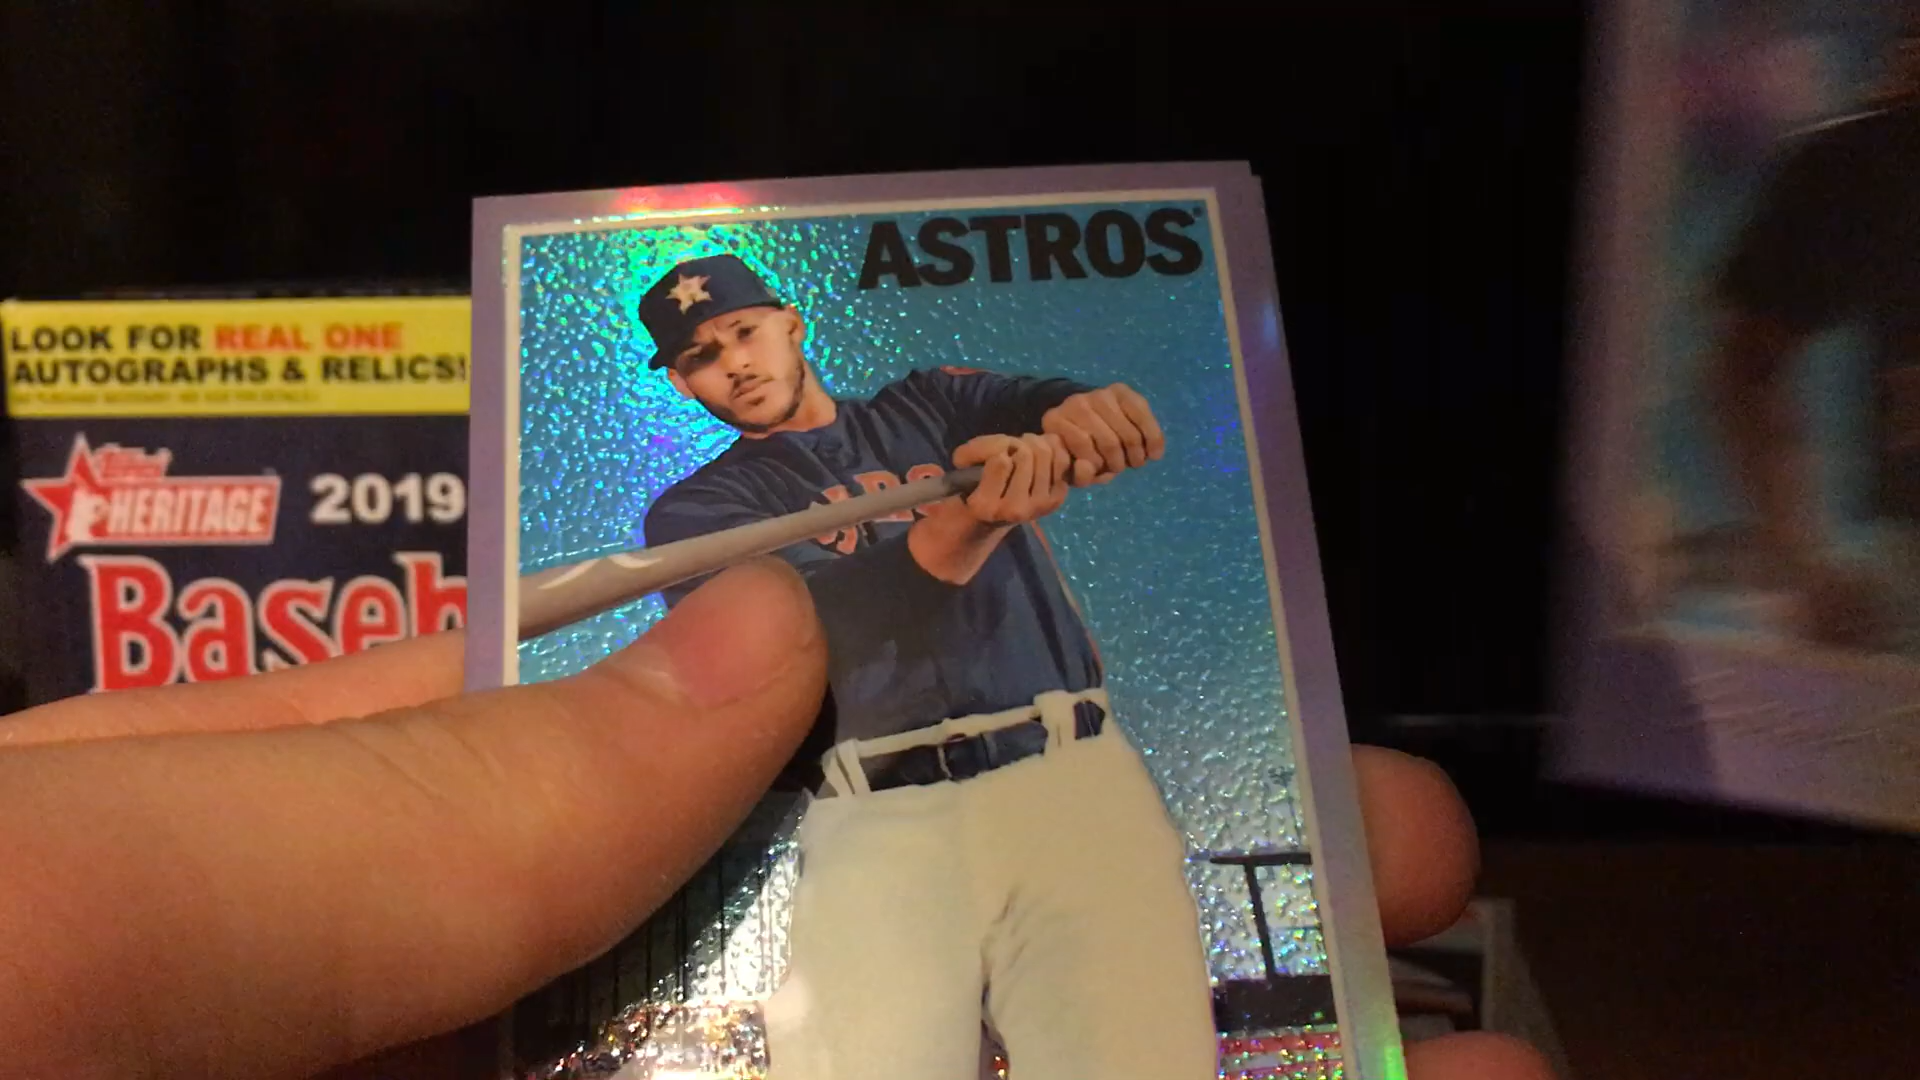 ASTROS
LOOK FOR REAL ONE
AUTOGRAPHS & RELICS!
Topps
HERITAGE
2019
Baseb